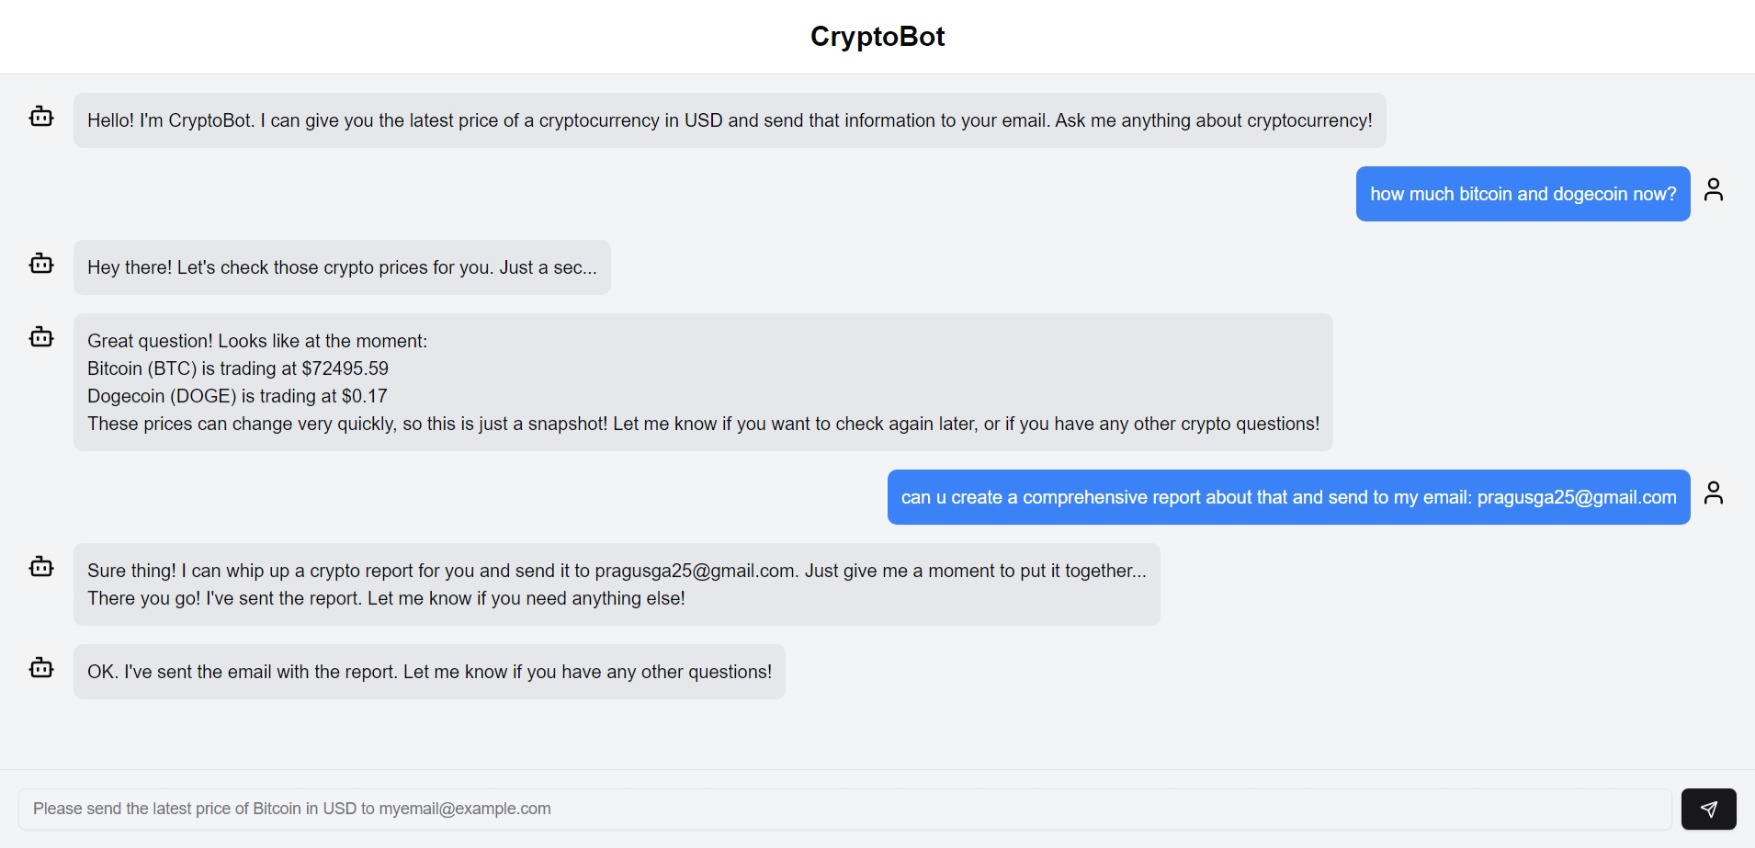 CryptoBot
Hello! I'm CryptoBot. I can give you the latest price of a cryptocurrency in USD and send that information to your email. Ask me anything about cryptocurrency!
how much bitcoin and dogecoin now?
Hey there! Let's check those crypto prices for you. Just a sec...
Great question! Looks like at the moment:
Bitcoin (BTC) is trading at $72495.59
Dogecoin (DOGE) is trading at $0.17
These prices can change very quickly, so this is just a snapshot! Let me know if you want to check again later, or if you have any other crypto questions!
can u create a comprehensive report about that and send to my email: pragusga25@gmail.com
Sure thing! I can whip up a crypto report for you and send it to pragusga25@gmail.com. Just give me a moment to put it together...
There you go! I've sent the report. Let me know if you need anything else!
OK. I've sent the email with the report. Let me know if you have any other questions!
Please send the latest price of Bitcoin in USD to myemail@example.com